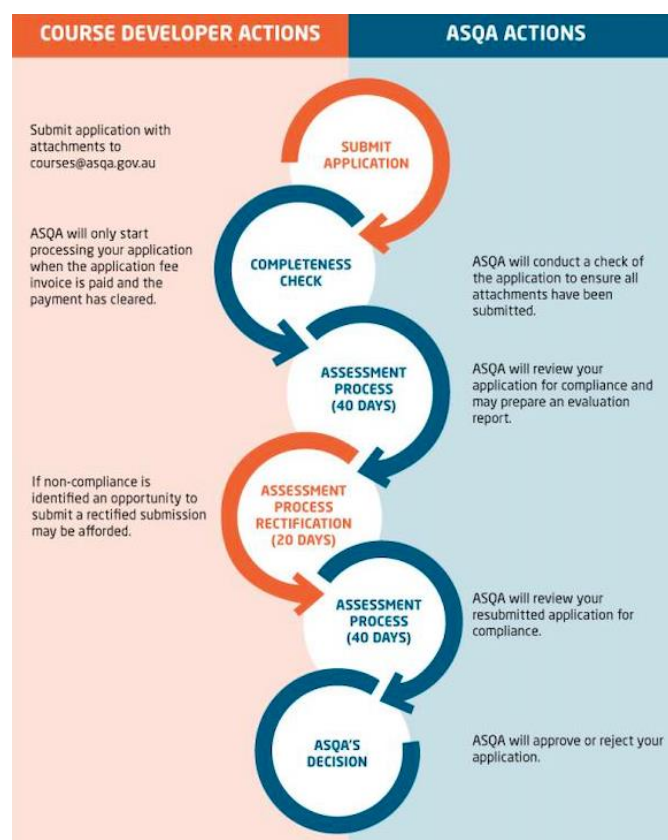 COURSE DEVELOPER ACTIONS
ASQA ACTIONS
Submit application with
attachments to
courses@asqa.gov.au
SUBMIT
APPLICATION
ASQA will only start
processing your application
when the application fee
invoice is paid and the
payment has cleared.
COMPLETENESS
CHECK
ASQA will conduct a check of
the application to ensure all
attachments have been
submitted.
ASSESSMENT
PROCESS
(40 DAYS)
ASQA will review your
application for compliance and
may prepare an evaluation
report.
If non-compliance is
identified an opportunity to
submit a rectified submission
may be afforded.
ASSESSMENT
PROCESS
RECTIFICATION
(20 DAYS)
ASSESSMENT
PROCESS
(40 DAYS)
ASQA will review your
resubmitted application for
compliance.
ASQA'S
DECISION
ASQA will approve or reject your
application.